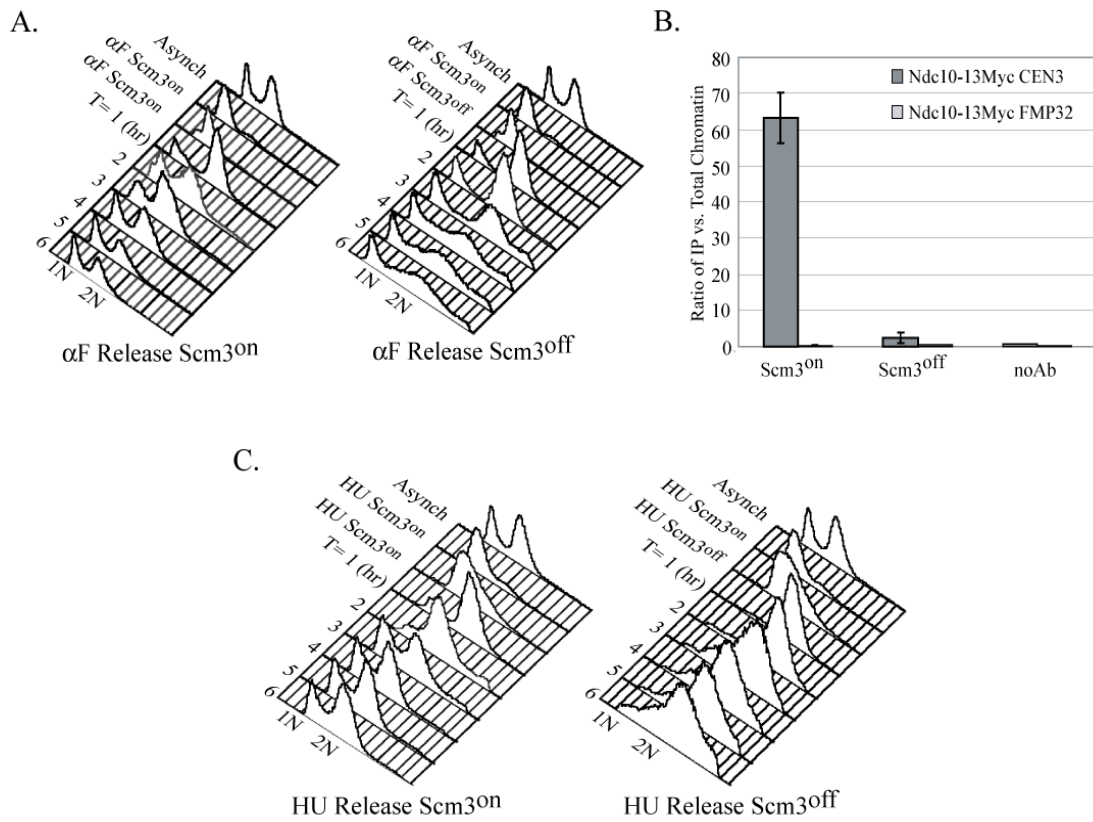 A.
Asynch
αF Scm3on
αF Scm3on
T= 1 (hr)
2
3
4
5
6
1N
2N
αF Release Scm3on
Asynch
αF Scm3on
αF Scm3off
T= 1 (hr)
2
3
4
5
6
1N
2N
αF Release Scm3off
B.
Ratio of IP vs. Total Chromatin
80
70
60
50
40
30
20
10
0
Ndc10-13Myc CEN3
Ndc10-13Myc FMP32
Scm3on
Scm3off
noAb
C.
Asynch
HU Scm3on
HU Scm3on
T= 1 (hr)
2
3
4
5
6
1N
2N
HU Release Scm3on
Asynch
HU Scm3on
HU Scm3off
T= 1 (hr)
2
3
4
5
6
1N
2N
HU Release Scm3off